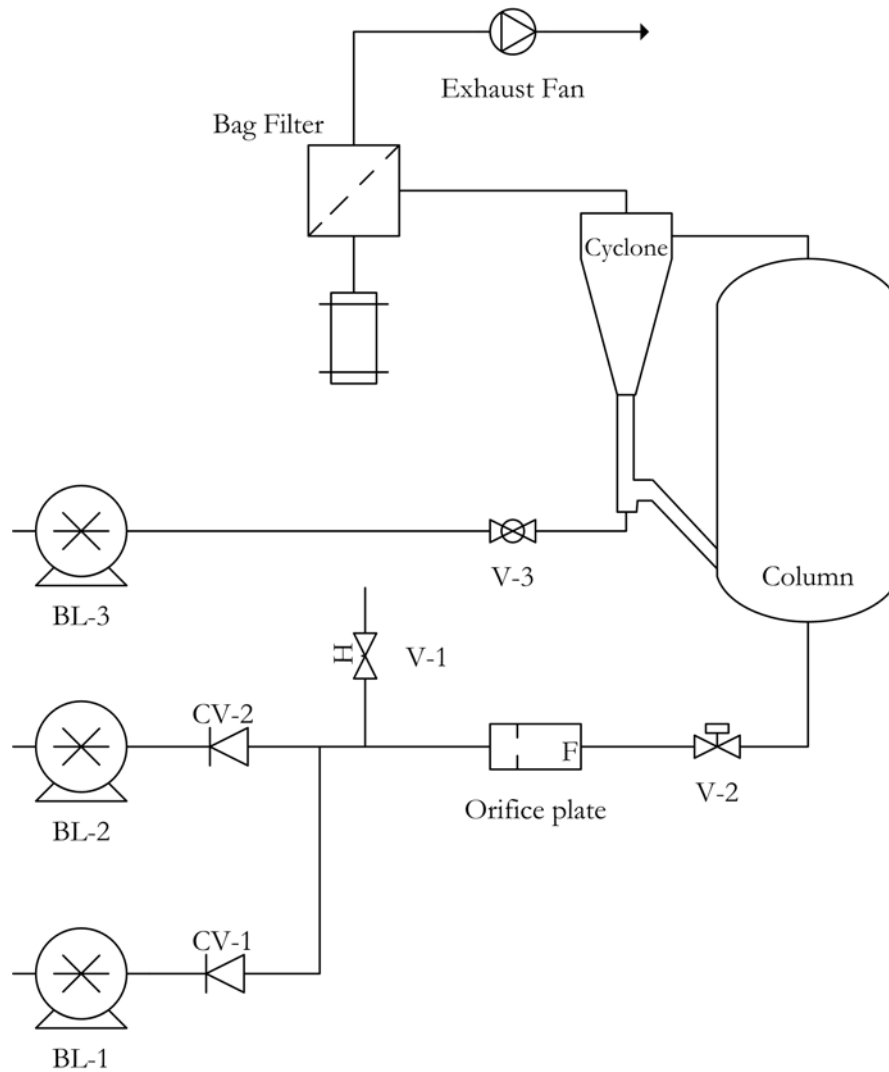 Exhaust Fan
Bag Filter
Cyclone
V-3
BL-3
Column
H
V-1
CV-2
F
V-2
BL-2
Orifice plate
CV-1
BL-1